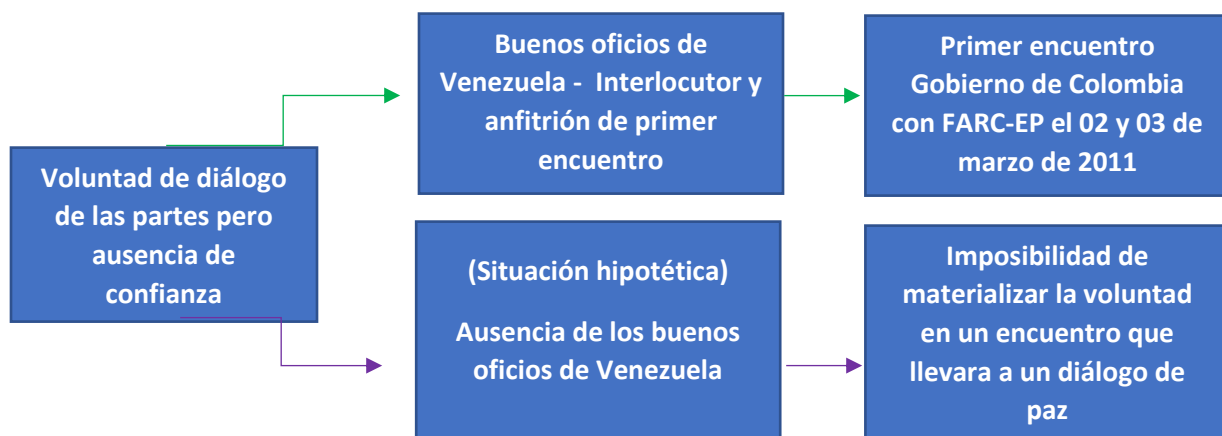 Voluntad de diálogo
de las partes pero
ausencia de
confianza
Buenos oficios de
Venezuela - Interlocutor y
anfitrión de primer
encuentro
Primer encuentro
Gobierno de Colombia
con FARC-EP el 02 y 03 de
marzo de 2011
(Situación hipotética)
Ausencia de los buenos
oficios de Venezuela
Imposibilidad de
materializar la voluntad
en un encuentro que
llevara a un diálogo de
paz